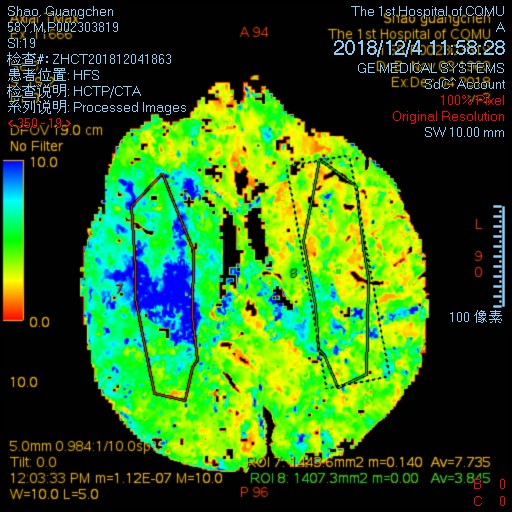 Shao, Guangchen
58Y,M,P002303819
SI:19
检查#: ZHCT201812041863
患者位置: HFS
检查说明: HCTP/CTA
系列说明: Processed Images
<350 - 19>
DFOV 19.0 cm
No Filter
10.0
0.0
10.0
A 94
The 1st Hospital of CQMU
Shao guangchen
A
The 1st Hospital of CQMU
2018/12/4 11:58:28
GE MEDICAL SYSTEMS
SoC: Account
100% Pixel
Original Resolution
SW 10.00 mm
L
90
100 像素
7
8
5.0mm 0.984:1/10.0sp
Tilt: 0.0
12:03:33 PM m=1.12E-07 M=10.0
W=10.0 L=5.0
ROI 7: 1443.6mm2 m=0.140 Av=7.735
ROI 8: 1407.3mm2 m=0.00 Av=3.845
P 96
B 0
C 0